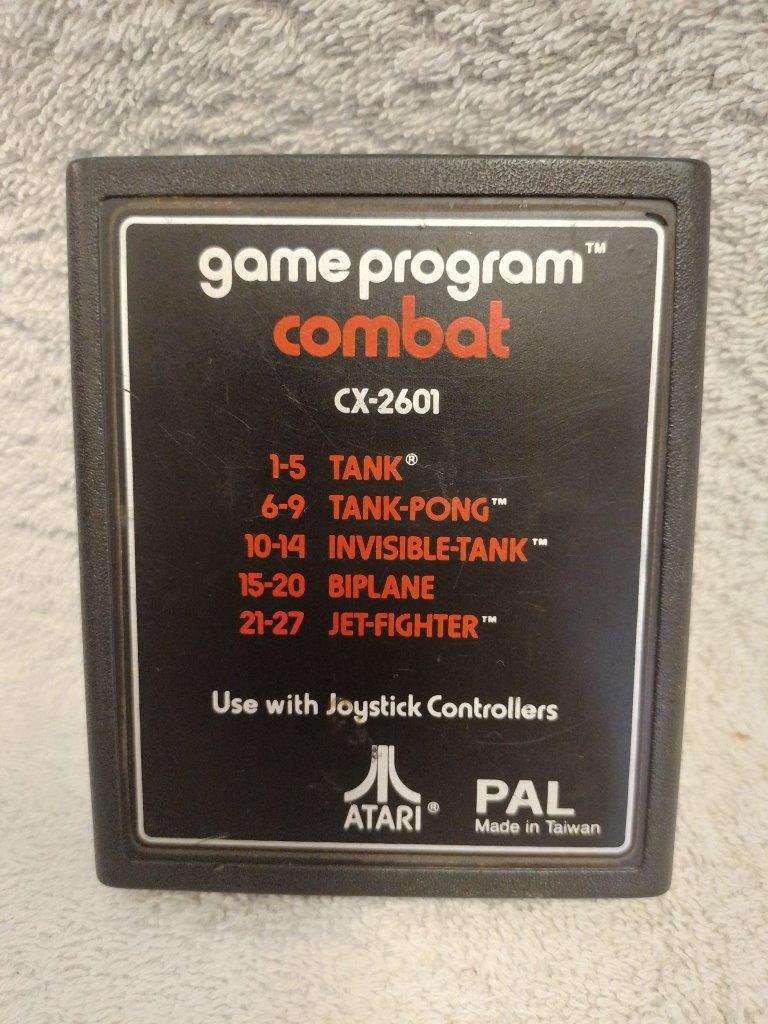 game program™
combat
CX-2601
1-5 TANK®
6-9 TANK-PONG™
10-14 INVISIBLE-TANK™
15-20 BIPLANE
21-27 JET-FIGHTER™
Use with Joystick Controllers
ATARI®
PAL
Made in Taiwan